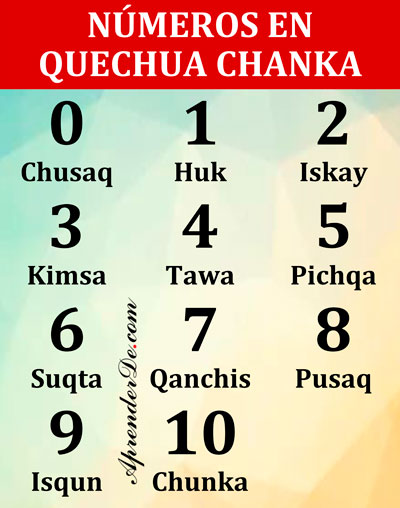 NÚMEROS EN
QUECHUA CHANKA
0 1 2
Chusaq Huk Iskay
3 4 5
Kimsa Tawa Pichqa
6 7 8
Suqta Qanchis Pusaq
9 10
Isqun Chunka
AprenderDe.com